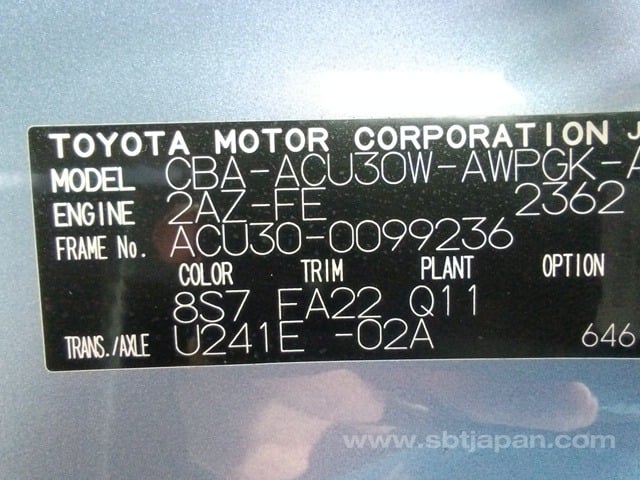 TOYOTA MOTOR CORPORATION J
MODEL CBA-ACU30W-AWPGK-A
ENGINE 2AZ-FE 2362
FRAME No. ACU30-0099236
COLOR TRIM PLANT OPTION
8S7 FA22 Q11
TRANS./AXLE U241E -02A 646
www.sbtjapan.com